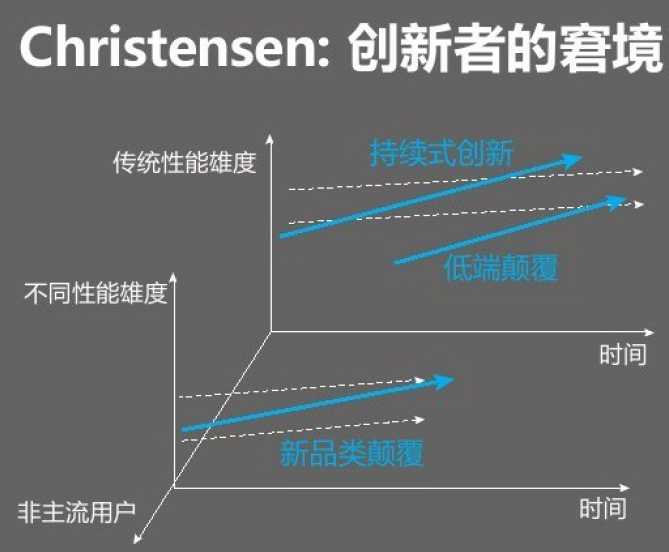 Christensen: 创新者的窘境
传统性能雄度
持续式创新
低端颠覆
时间
不同性能雄度
新品类颠覆
时间
非主流用户